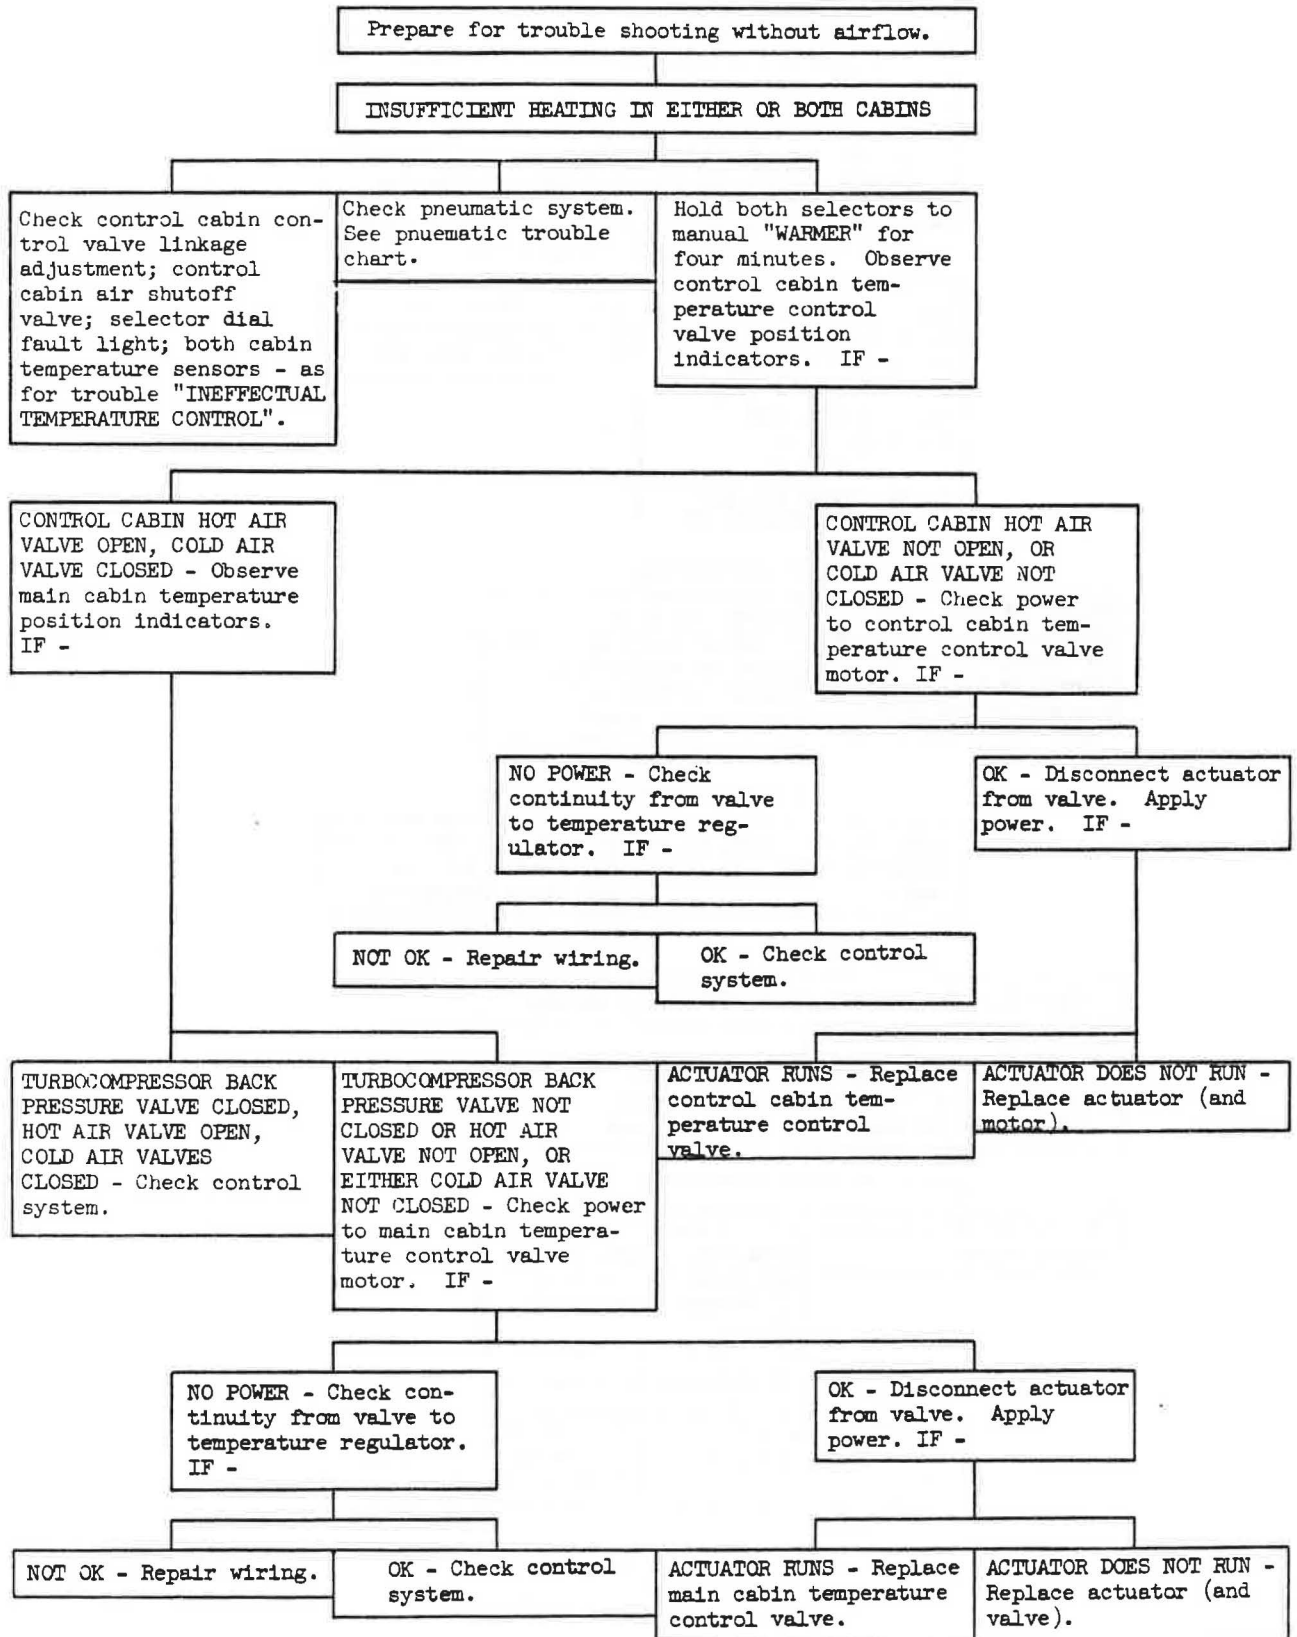 Prepare for trouble shooting without airflow.
INSUFFICIENT HEATING IN EITHER OR BOTH CABINS
Check control cabin con-
trol valve linkage
adjustment; control
cabin air shutoff
valve; selector dial
fault light; both cabin
temperature sensors - as
for trouble "INEFFECTUAL
TEMPERATURE CONTROL".
Check pneumatic system.
See pnuematic trouble
chart.
Hold both selectors to
manual "WARMER" for
four minutes. Observe
control cabin tem-
perature control
valve position
indicators. IF -
CONTROL CABIN HOT AIR
VALVE OPEN, COLD AIR
VALVE CLOSED - Observe
main cabin temperature
position indicators.
IF -
CONTROL CABIN HOT AIR
VALVE NOT OPEN, OR
COLD AIR VALVE NOT
CLOSED - Check power
to control cabin tem-
perature control valve
motor. IF -
NO POWER - Check
continuity from valve
to temperature reg-
ulator. IF -
OK - Disconnect actuator
from valve. Apply
power. IF -
NOT OK - Repair wiring.
OK - Check control
system.
TURBOCOMPRESSOR BACK
PRESSURE VALVE CLOSED,
HOT AIR VALVE OPEN,
COLD AIR VALVES
CLOSED - Check control
system.
TURBOCOMPRESSOR BACK
PRESSURE VALVE NOT
CLOSED OR HOT AIR
VALVE NOT OPEN, OR
EITHER COLD AIR VALVE
NOT CLOSED - Check power
to main cabin tempera-
ture control valve
motor. IF -
ACTUATOR RUNS - Replace
control cabin tem-
perature control
valve.
ACTUATOR DOES NOT RUN -
Replace actuator (and
motor).
NO POWER - Check con-
tinuity from valve to
temperature regulator.
IF -
OK - Disconnect actuator
from valve. Apply
power. IF -
NOT OK - Repair wiring.
OK - Check control
system.
ACTUATOR RUNS - Replace
main cabin temperature
control valve.
ACTUATOR DOES NOT RUN -
Replace actuator (and
valve).